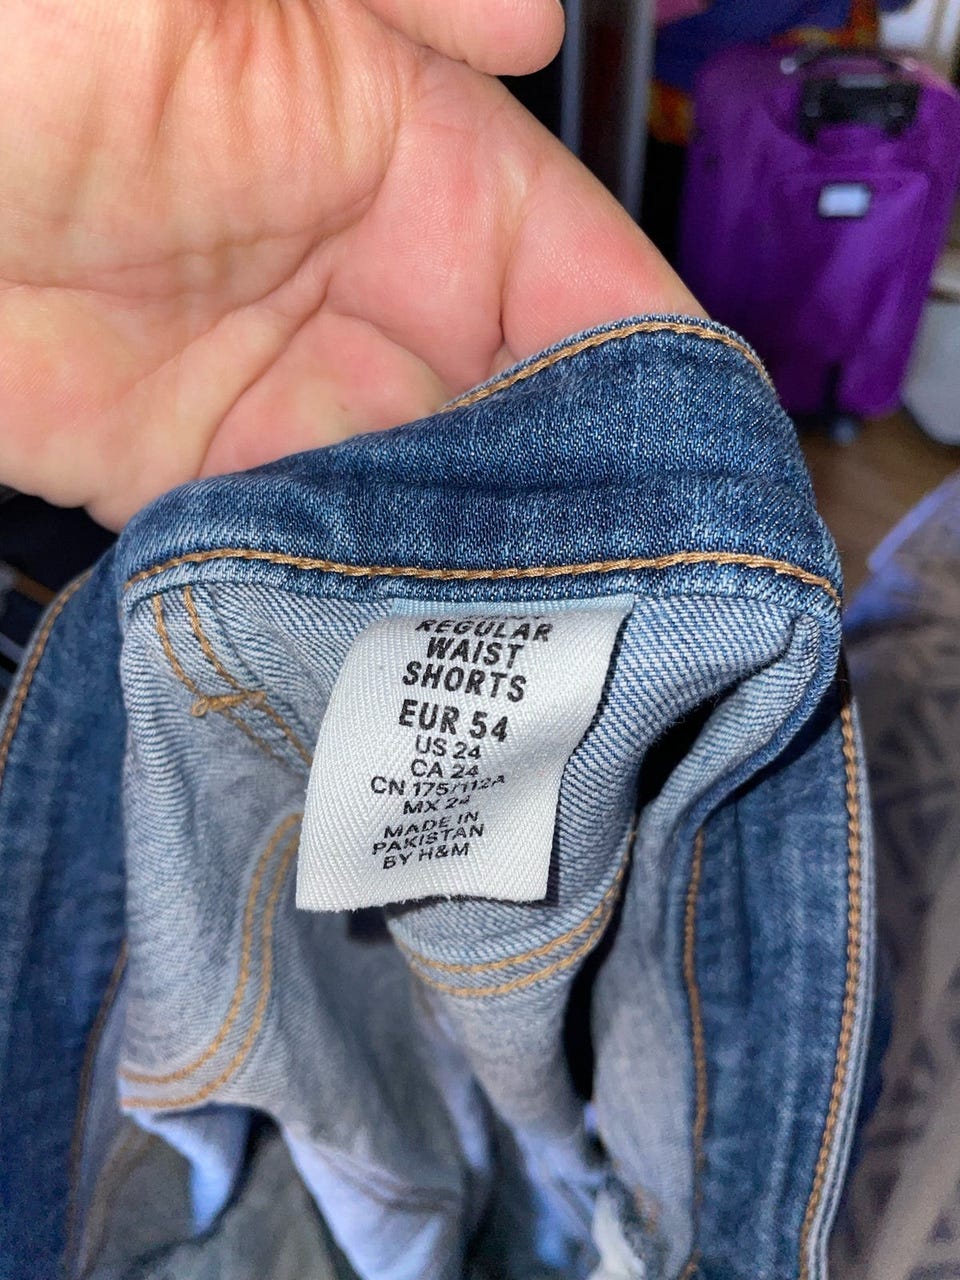 REGULAR
WAIST
SHORTS
EUR 54
US 24
CA 24
CN 175/112A
MX 24
MADE IN
PAKISTAN
BY H&M